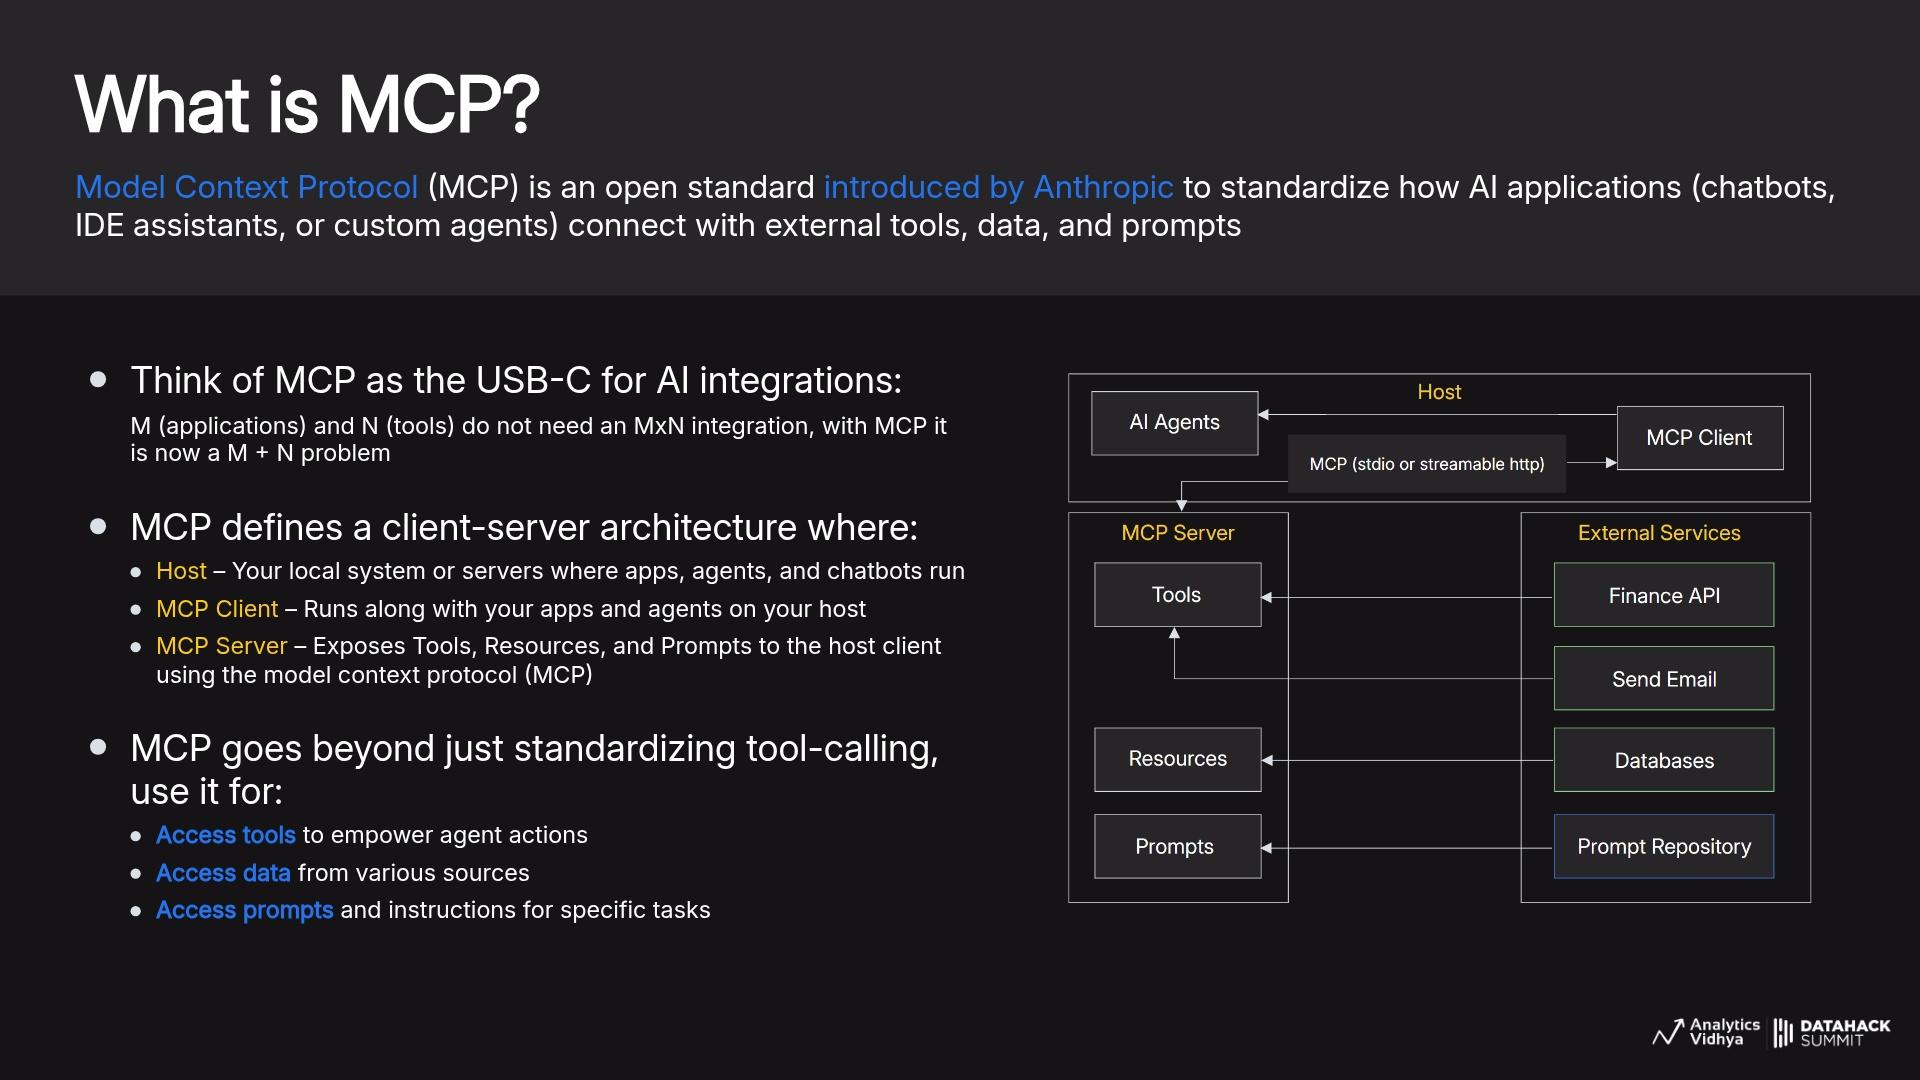 What is MCP?
Model Context Protocol (MCP) is an open standard introduced by Anthropic to standardize how AI applications (chatbots,
IDE assistants, or custom agents) connect with external tools, data, and prompts
Think of MCP as the USB-C for AI integrations:
M (applications) and N (tools) do not need an MxN integration, with MCP it
is now a M + N problem
MCP defines a client-server architecture where:
Host – Your local system or servers where apps, agents, and chatbots run
MCP Client – Runs along with your apps and agents on your host
MCP Server – Exposes Tools, Resources, and Prompts to the host client
using the model context protocol (MCP)
MCP goes beyond just standardizing tool-calling,
use it for:
Access tools to empower agent actions
Access data from various sources
Access prompts and instructions for specific tasks
Host
AI Agents
MCP Client
MCP (stdio or streamable http)
MCP Server
Tools
Resources
Prompts
External Services
Finance API
Send Email
Databases
Prompt Repository
Analytics
Vidhya
DATAHACK
SUMMIT